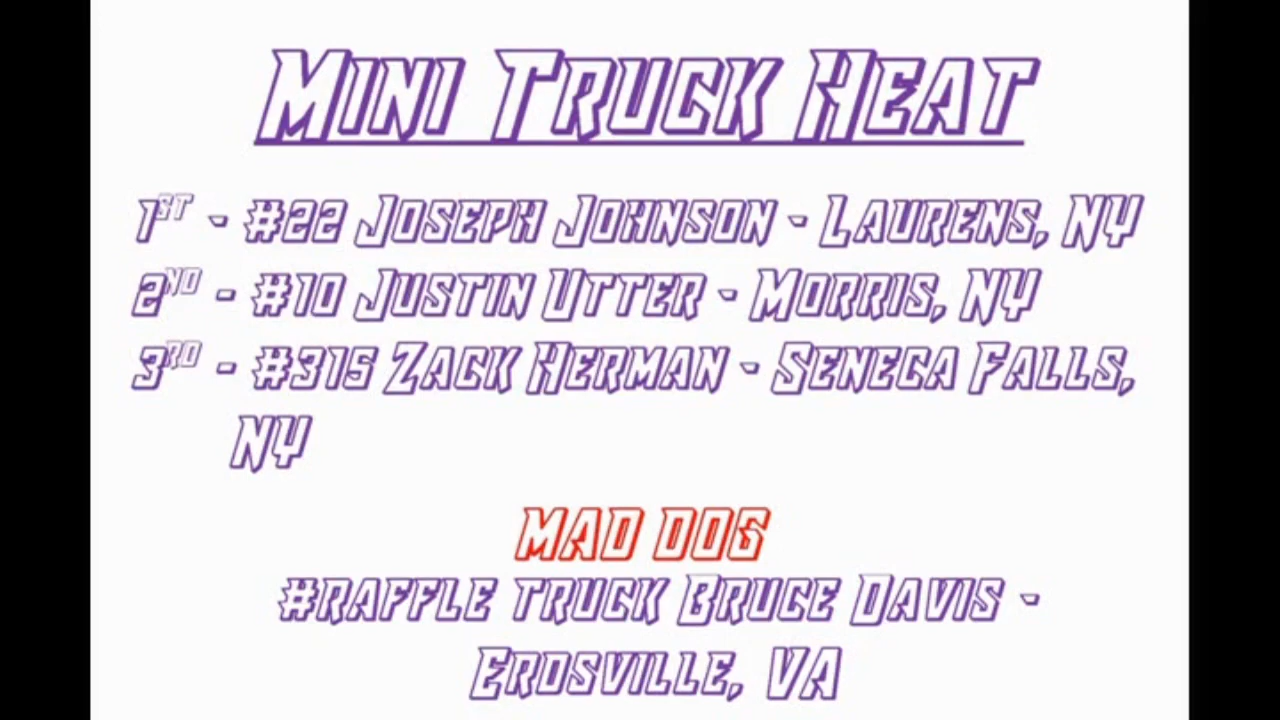 Mini Truck Heat
1st - #22 Joseph Johnson - Laurens, NY
2nd - #10 Justin Utter - Morris, NY
3rd - #315 Zack Herman - Seneca Falls,
NY
MAD DOG
#raffle truck Bruce Davis -
Erosville, VA